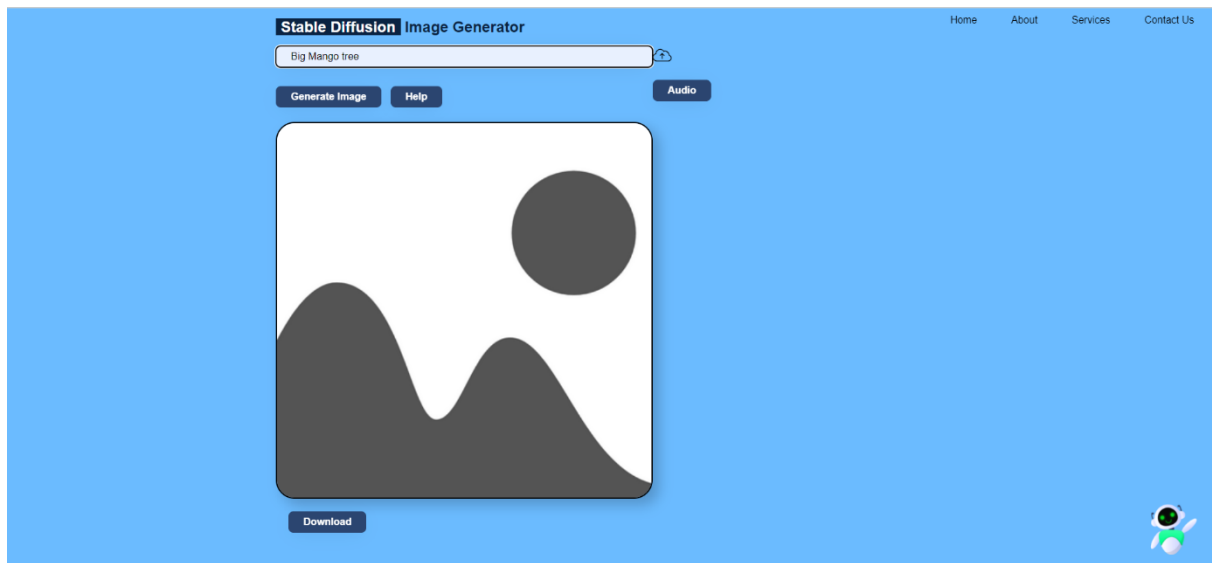 Stable Diffusion Image Generator
Home About Services Contact Us
Big Mango tree
Generate Image Help Audio
Download